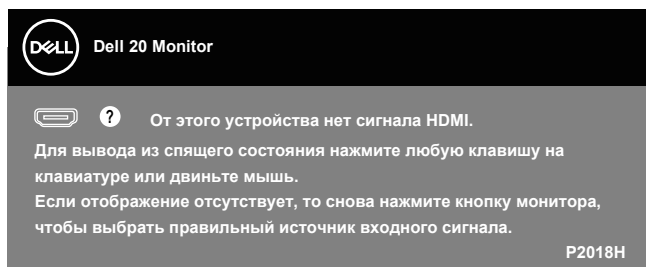 DELL
Dell 20 Monitor
? От этого устройства нет сигнала HDMI.
Для вывода из спящего состояния нажмите любую клавишу на
клавиатуре или двиньте мышь.
Если отображение отсутствует, то снова нажмите кнопку монитора,
чтобы выбрать правильный источник входного сигнала.
P2018H